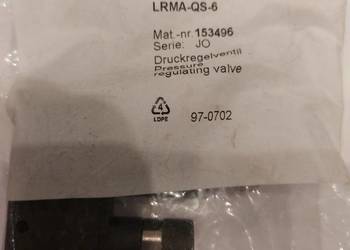 LRMA-QS-6
Mat.-nr. 153496
Serie: JO
Druckregelventil
Pressure
regulating valve
4
LDPE
97-0702